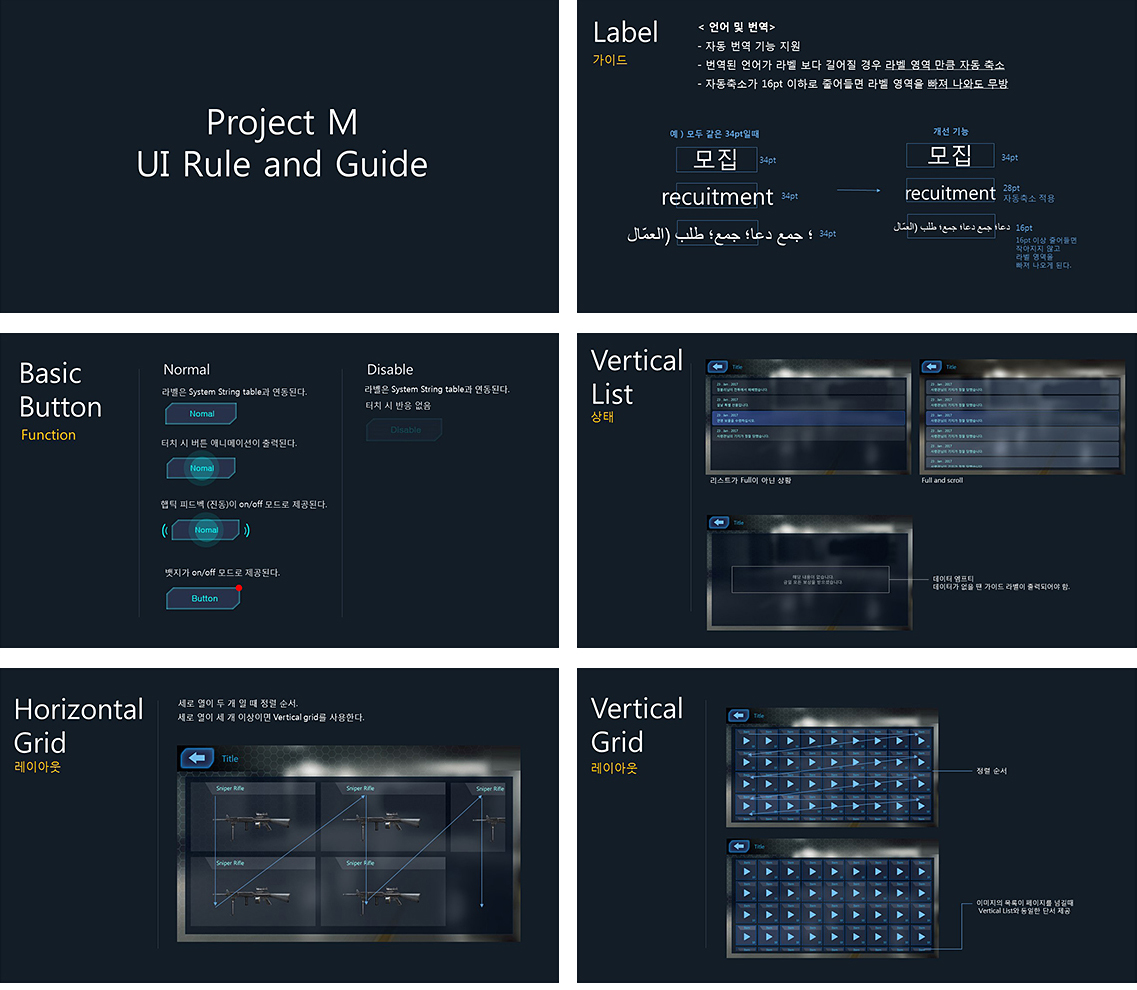 Project M
UI Rule and Guide
Label
가이드
< 언어 및 번역>
- 자동 번역 기능 지원
- 번역된 언어가 라벨 보다 길어질 경우 라벨 영역 만큼 자동 축소
- 자동축소가 16pt 이하로 줄어들면 라벨 영역을 빠져 나와도 무방
예 ) 모두 같은 34pt일때
모집 34pt
recuitment 34pt
؛ جمع دعا؛ جمع؛ طلب (العمّال 34pt
개선 기능
모집 34pt
recuitment 28pt
자동축소 적용
دعا؛ جمع دعا؛ جمع؛ طلب (العمّال 16pt
16pt 이상 줄어들면
작아지지 않고
라벨 영역을
빠져 나오게 된다.
Basic
Button
Function
Normal
라벨은 System String table과 연동된다.
Nomal
터치 시 버튼 애니메이션이 출력된다.
Nomal
햅틱 피드벡 (진동)이 on/off 모드로 제공된다.
Nomal
뱃지가 on/off 모드로 제공된다.
Button
Disable
라벨은 System String table과 연동된다.
터치 시 반응 없음
Disable
Vertical
List
상태
Title
리스트가 Full이 아닌 상황
Title
Full and scroll
Title
데이터 엠프티
데이터가 없을 땐 가이드 라벨이 출력되어야 함.
Horizontal
Grid
레이아웃
세로 열이 두 개 일 때 정렬 순서.
세로 열이 세 개 이상이면 Vertical grid를 사용한다.
Title
Sniper Rifle
Sniper Rifle
Sniper Rifle
Sniper Rifle
Sniper Rifle
Vertical
Grid
레이아웃
Title
정렬 순서
Title
이미지의 목록이 페이지를 넘길때
Vertical List와 동일한 단서 제공